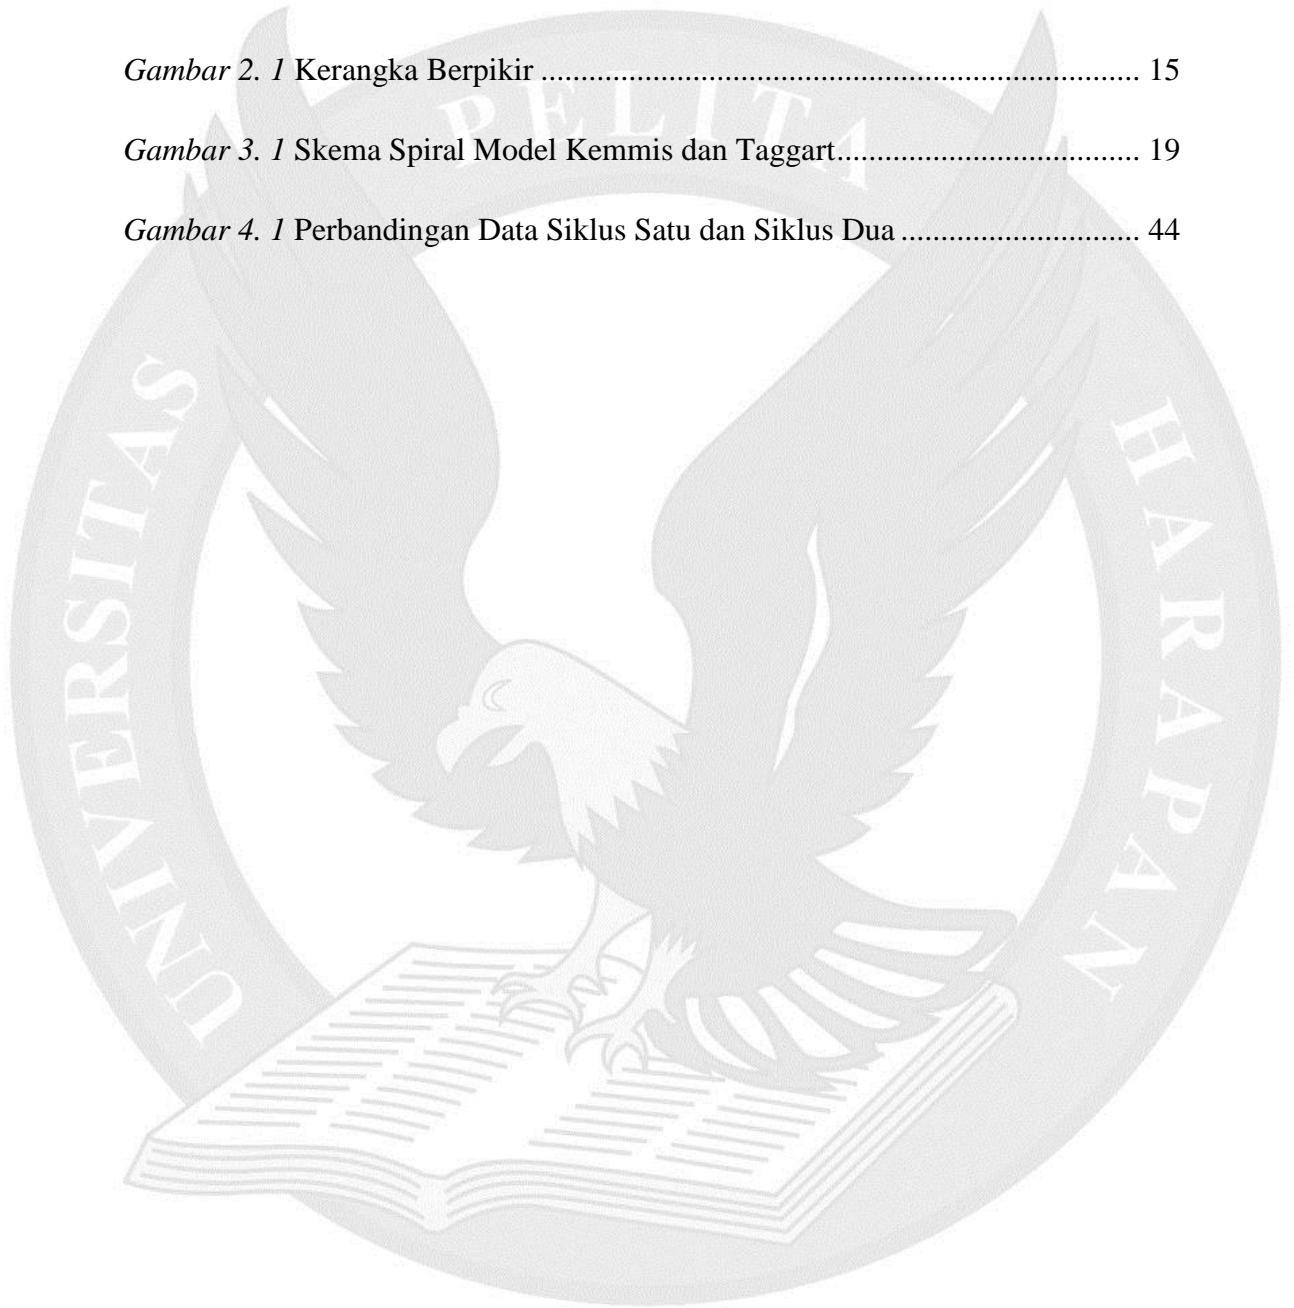 Gambar 2. 1 Kerangka Berpikir ........................................................................... 15
Gambar 3. 1 Skema Spiral Model Kemmis dan Taggart...................................... 19
Gambar 4. 1 Perbandingan Data Siklus Satu dan Siklus Dua .............................. 44
UNIVERSITAS PELITA HARAPAN